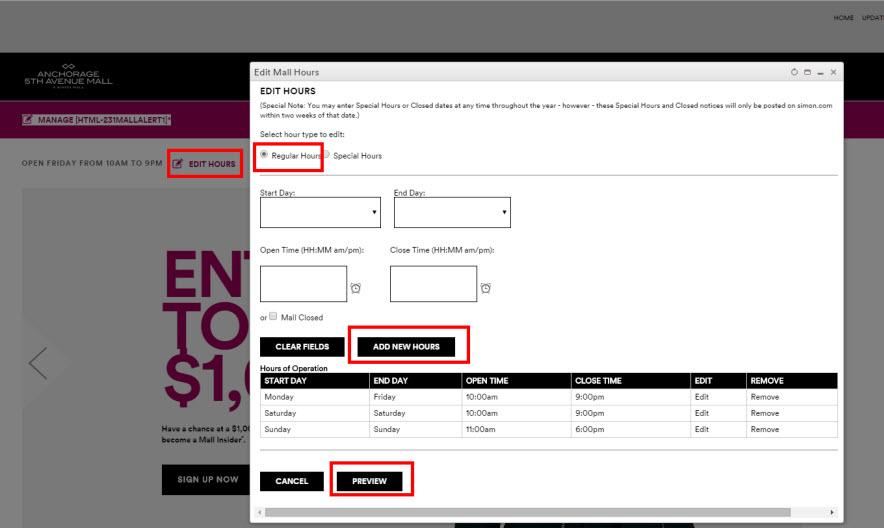 HOME UPDAT
ANCHORAGE
5TH AVENUE MALL
A SIMON MALL
MANAGE [HTML-231MALLALERT1]*
OPEN FRIDAY FROM 10AM TO 9PM EDIT HOURS
EN
TO
$1,
Have a chance at a $1,00
become a Mall Insider*.
SIGN UP NOW
Edit Mall Hours
EDIT HOURS
(Special Note: You may enter Special Hours or Closed dates at any time throughout the year - however - these Special Hours and Closed notices will only be posted on simon.com
within two weeks of that date.)
Select hour type to edit:
Regular Hours Special Hours
Start Day: End Day:
Open Time (HH:MM am/pm): Close Time (HH:MM am/pm):
or Mall Closed
CLEAR FIELDS ADD NEW HOURS
Hours of Operation
START DAY END DAY OPEN TIME CLOSE TIME EDIT REMOVE
Monday Friday 10:00am 9:00pm Edit Remove
Saturday Saturday 10:00am 9:00pm Edit Remove
Sunday Sunday 11:00am 6:00pm Edit Remove
CANCEL PREVIEW